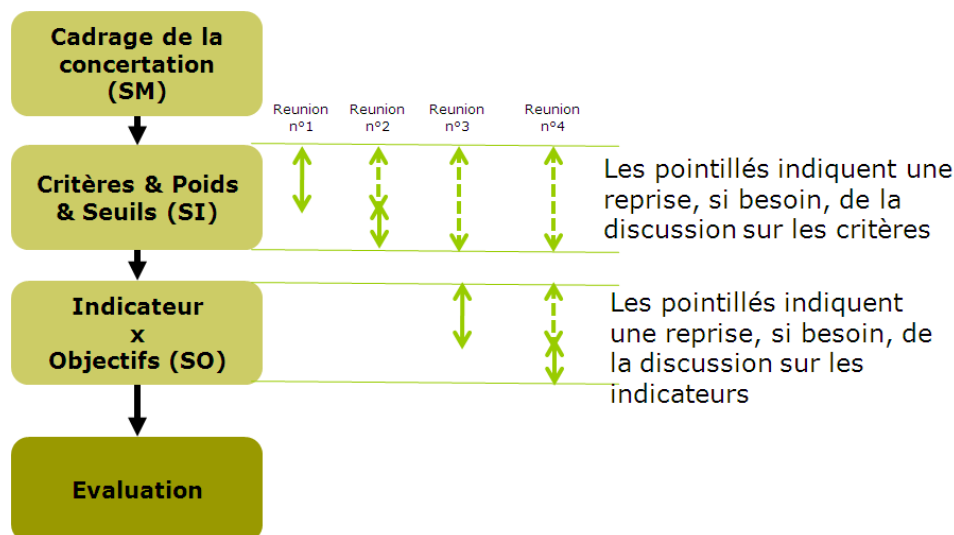 Cadrage de la
concertation
(SM)
Reunion
n°1
Reunion
n°2
Reunion
n°3
Reunion
n°4
Critères & Poids
& Seuils (SI)
Les pointillés indiquent une
reprise, si besoin, de la
discussion sur les critères
Indicateur
x
Objectifs (SO)
Les pointillés indiquent
une reprise, si besoin, de
la discussion sur les
indicateurs
Evaluation